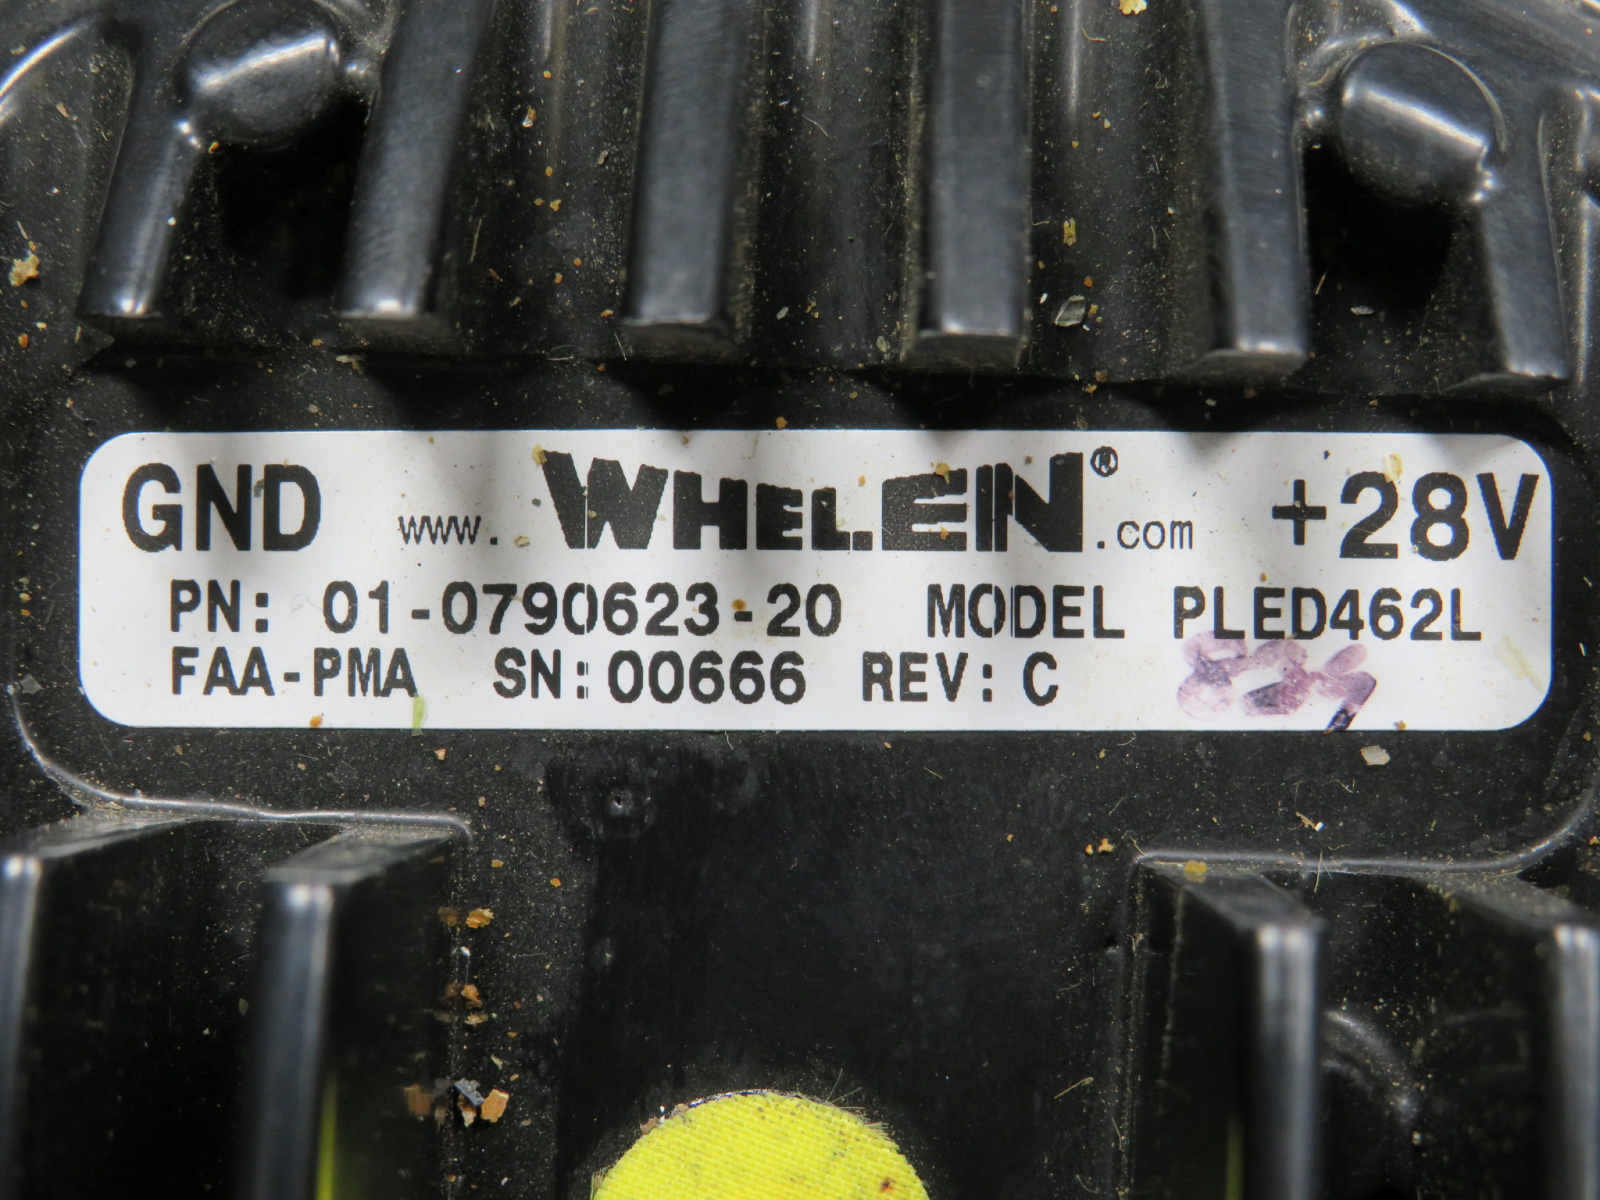 GND www.WHELEN®.com +28V
PN: 01-0790623-20 MODEL PLED462L
FAA-PMA SN:00666 REV: C